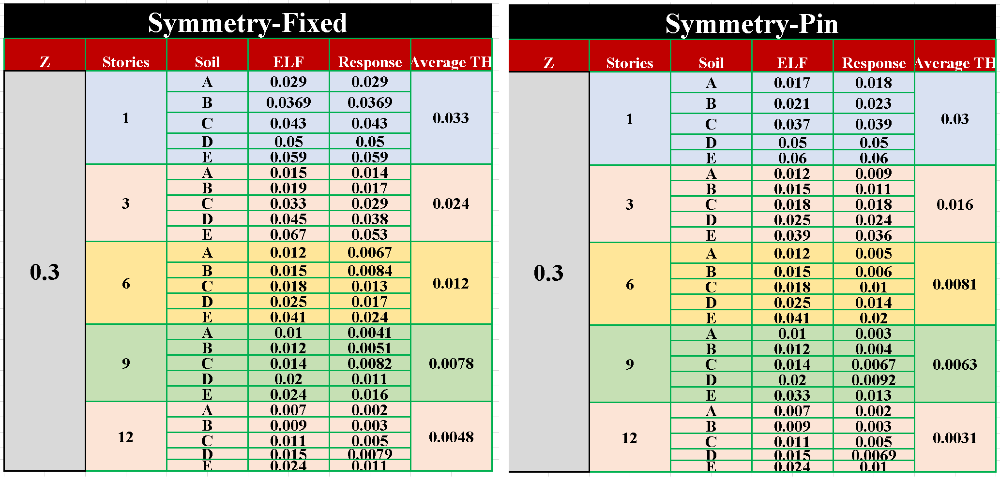 Symmetry-Fixed
Z Stories Soil ELF Response Average TH
0.3
1
A 0.029 0.029
B 0.0369 0.0369
C 0.043 0.043
D 0.05 0.05
E 0.059 0.059
0.033
3
A 0.015 0.014
B 0.019 0.017
C 0.033 0.029
D 0.045 0.038
E 0.067 0.053
0.024
6
A 0.012 0.0067
B 0.015 0.0084
C 0.018 0.013
D 0.025 0.017
E 0.041 0.024
0.012
9
A 0.01 0.0041
B 0.012 0.0051
C 0.014 0.0082
D 0.02 0.011
E 0.024 0.016
0.0078
12
A 0.007 0.002
B 0.009 0.003
C 0.011 0.005
D 0.015 0.0079
E 0.024 0.011
0.0048
Symmetry-Pin
Z Stories Soil ELF Response Average TH
0.3
1
A 0.017 0.018
B 0.021 0.023
C 0.037 0.039
D 0.05 0.05
E 0.06 0.06
0.03
3
A 0.012 0.009
B 0.015 0.011
C 0.018 0.018
D 0.025 0.024
E 0.039 0.036
0.016
6
A 0.012 0.005
B 0.015 0.006
C 0.018 0.01
D 0.025 0.014
E 0.041 0.02
0.0081
9
A 0.01 0.003
B 0.012 0.004
C 0.014 0.0067
D 0.02 0.0092
E 0.033 0.013
0.0063
12
A 0.007 0.002
B 0.009 0.003
C 0.011 0.005
D 0.015 0.0069
E 0.024 0.01
0.0031